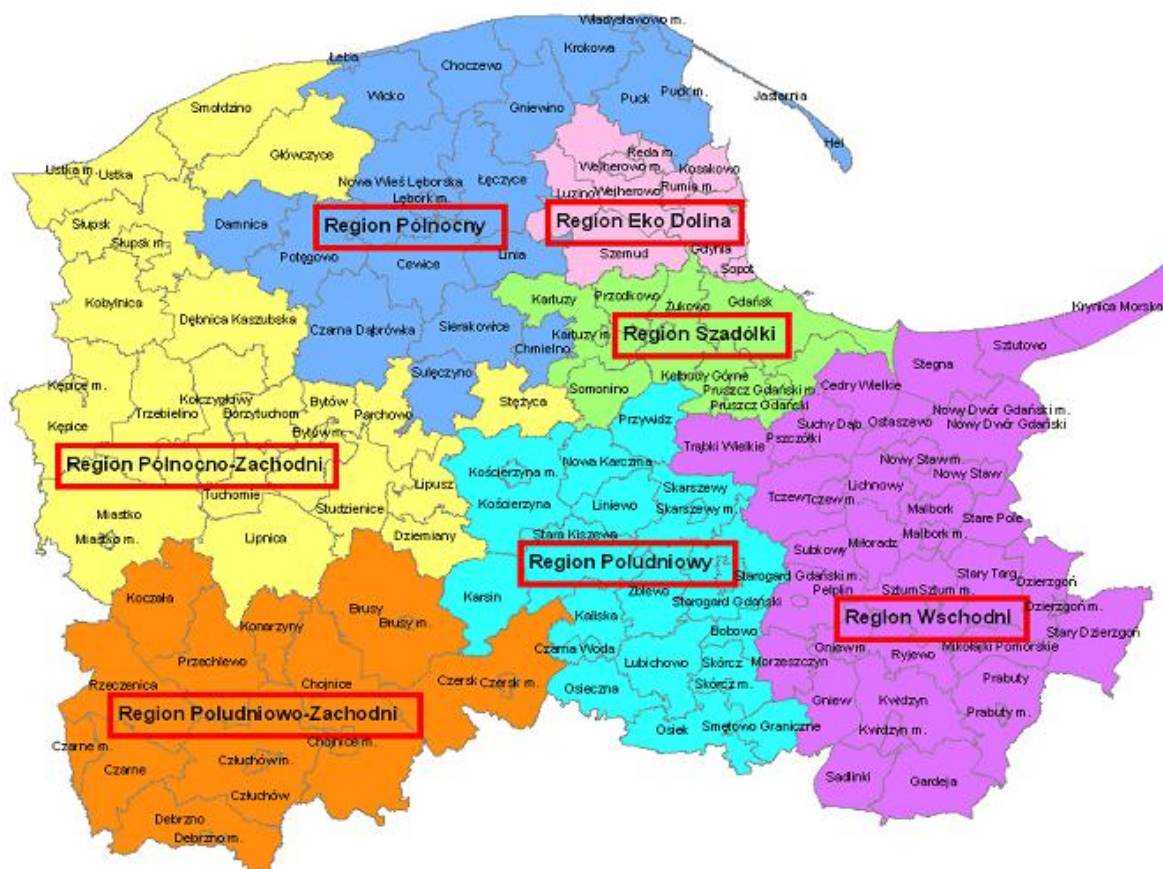 Władysławowo m.
Krokowa
Łeba
Choczewo
Wicko
Puck
Puck m.
Gniewino
Jastarnia
Hel
Smołdzino
Główczyce
Reda m.
Wejherowo m.
Kosakowo
Ustka m.
Ustka
Nowa Wieś Lęborska
Łęczyce
Luzino
Wejherowo
Rumia m.
Lębork m.
Słupsk
Damnica
Region Północny
Region Eko Dolina
Słupsk m.
Potęgowo
Cewice
Linia
Szemud
Gdynia
Sopot
Kobylnica
Kartuzy
Przodkowo
Żukowo
Gdańsk
Krynica Morska
Dębnica Kaszubska
Czarna Dąbrówka
Sierakowice
Kartuzy m.
Region Szadółki
Chmielno
Sztutowo
Stegna
Sulęczyno
Kolbudy Górne
Kępice m.
Somonino
Pruszcz Gdański m.
Cedry Wielkie
Kołczygłowy
Bytów
Stężyca
Pruszcz Gdański
Trzebielino
Borzytuchom
Parchowo
Nowy Dwór Gdański m.
Kępice
Bytów m.
Przywidz
Suchy Dąb
Ostaszewo
Nowy Dwór Gdański
Trąbki Wielkie
Pszczółki
Region Północno-Zachodni
Nowa Karczma
Nowy Staw m.
Kościerzyna m.
Nowy Staw
Lipusz
Skarszewy
Lichnowy
Tuchomie
Tczew
Tczew m.
Kościerzyna
Liniewo
Skarszewy m.
Malbork
Miastko
Studzienice
Stare Pole
Miastko m.
Lipnica
Dziemiany
Stara Kiszewa
Malbork m.
Subkowy
Miłoradz
Region Południowy
Stary Targ
Karsin
Starogard Gdański m.
Dzierzgoń
Koczała
Zblewo
Pelplin
Sztum
Sztum m.
Brusy
Kaliska
Starogard Gdański
Dzierzgoń m.
Konarzyny
Brusy m.
Bobowo
Region Wschodni
Stary Dzierzgoń
Czarna Woda
Gniew m.
Mikołajki Pomorskie
Przechlewo
Lubichowo
Skórcz
Morzeszczyn
Ryjewo
Rzeczenica
Chojnice
Czersk
Czersk m.
Osieczna
Skórcz m.
Prabuty
Gniew
Kwidzyn
Region Południowo-Zachodni
Prabuty m.
Osiek
Smętowo Graniczne
Czarne m.
Chojnice m.
Kwidzyn m.
Człuchów m.
Czarne
Sadlinki
Gardeja
Człuchów
Debrzno
Debrzno m.